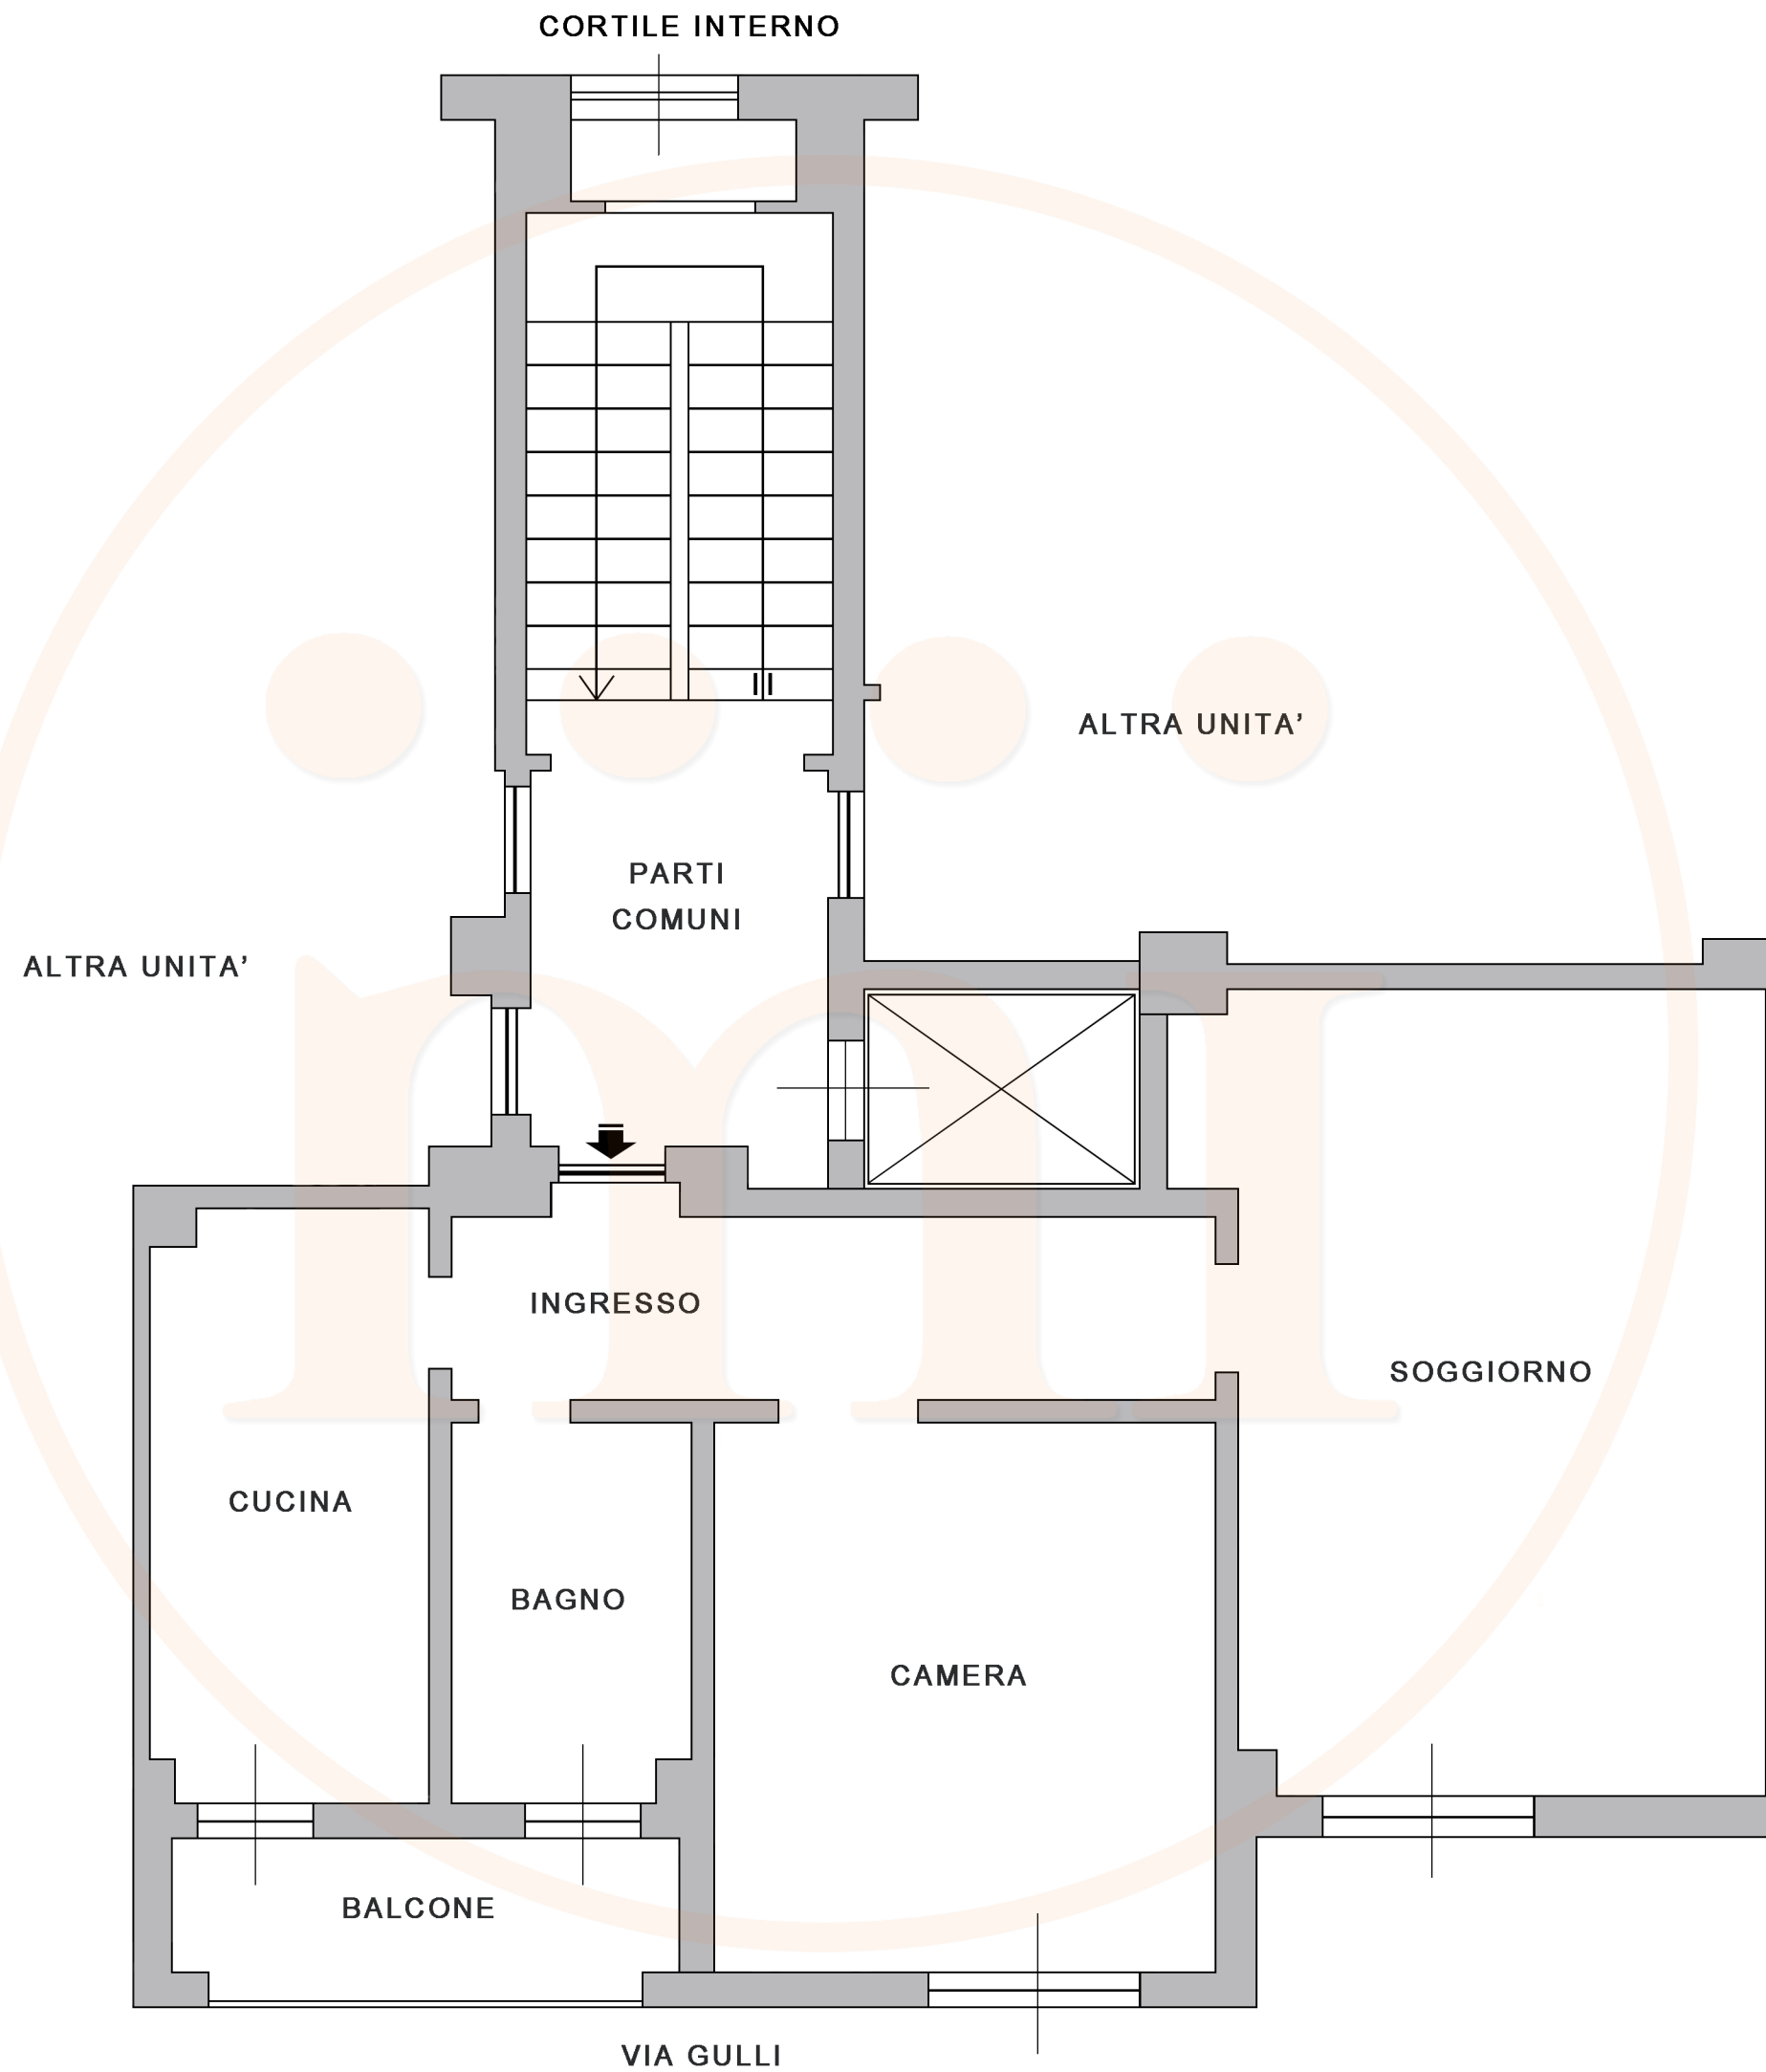 CORTILE INTERNO
ALTRA UNITA’
PARTI
COMUNI
ALTRA UNITA’
INGRESSO
SOGGIORNO
CUCINA
BAGNO
CAMERA
BALCONE
VIA GULLI